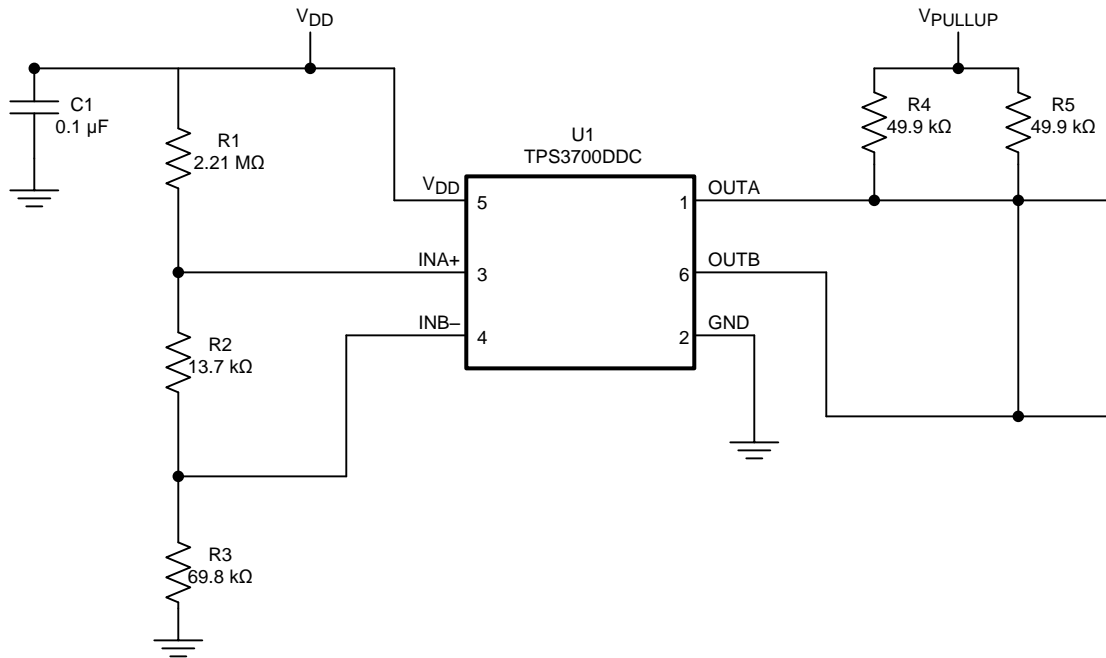 VDD
VPULLUP
C1
0.1 µF
R1
2.21 MΩ
R4
49.9 kΩ
R5
49.9 kΩ
U1
TPS3700DDC
VDD
5
1
OUTA
INA+
3
6
OUTB
INB–
4
2
GND
R2
13.7 kΩ
R3
69.8 kΩ